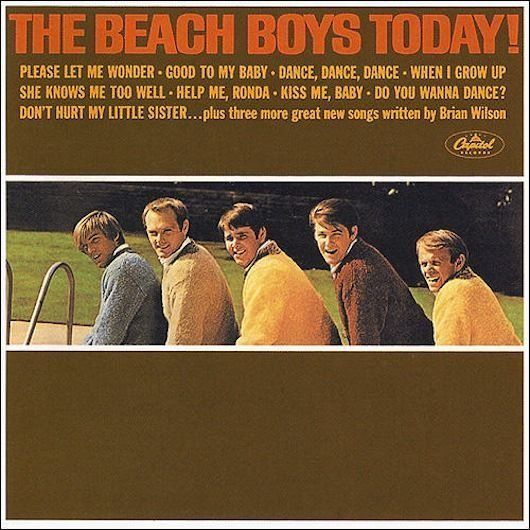 THE BEACH BOYS TODAY!
PLEASE LET ME WONDER • GOOD TO MY BABY • DANCE, DANCE, DANCE • WHEN I GROW UP
SHE KNOWS ME TOO WELL • HELP ME, RONDA • KISS ME, BABY • DO YOU WANNA DANCE?
DON'T HURT MY LITTLE SISTER...plus three more great new songs written by Brian Wilson
Capitol
RECORDS